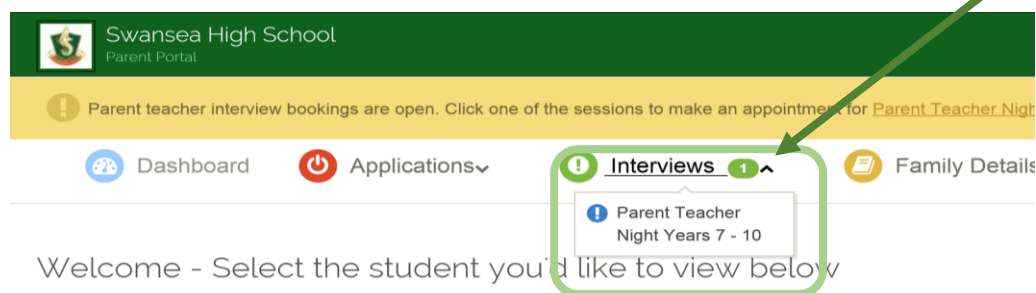 Swansea High School
Parent Portal
Parent teacher interview bookings are open. Click one of the sessions to make an appointment for Parent Teacher Nigh
Dashboard
Applications
Interviews 1
Family Details
Parent Teacher
Night Years 7 - 10
Welcome - Select the student you'd like to view below